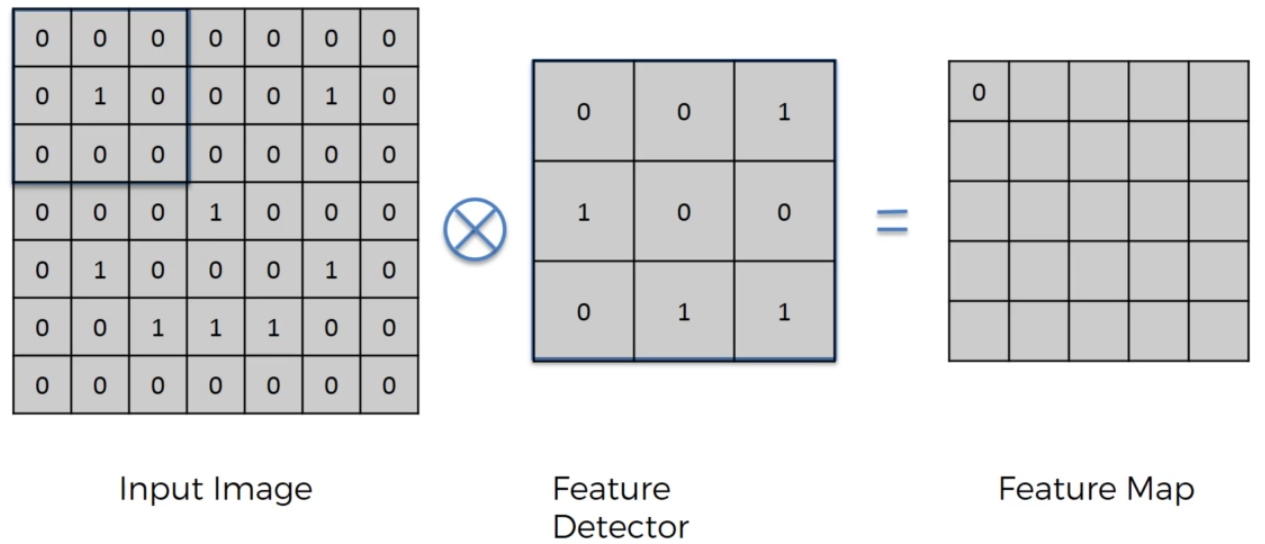 0 0 0 0 0 0 0
0 1 0 0 0 1 0
0 0 0 0 0 0 0
0 0 0 1 0 0 0
0 1 0 0 0 1 0
0 0 1 1 1 0 0
0 0 0 0 0 0 0
0 0 1
1 0 0
0 1 1
=
0
Input Image
Feature
Detector
Feature Map